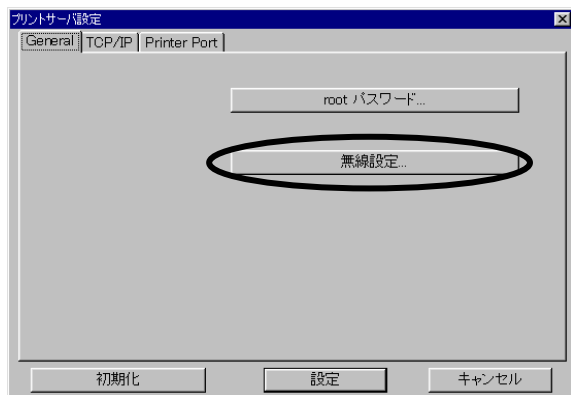 プリントサーバ設定
General TCP/IP Printer Port
root パスワード...
無線設定...
初期化 設定 キャンセル